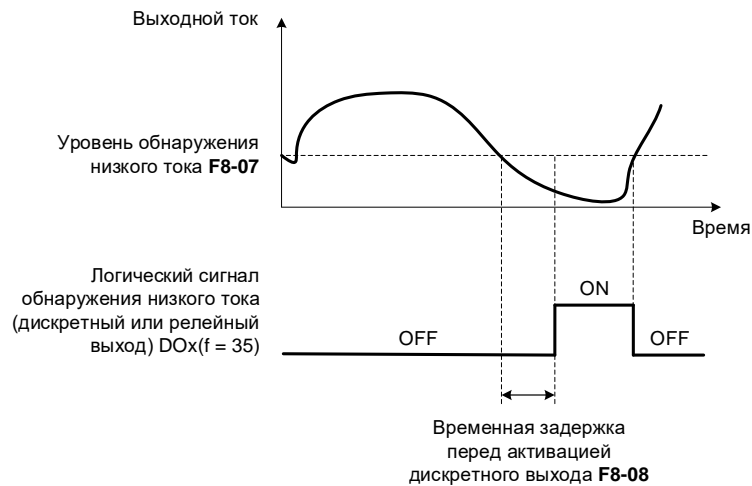 Выходной ток
Уровень обнаружения
низкого тока F8-07
Время
Логический сигнал
обнаружения низкого тока
(дискретный или релейный
выход) DOx(f = 35)
OFF
ON
OFF
Временная задержка
перед активацией
дискретного выхода F8-08